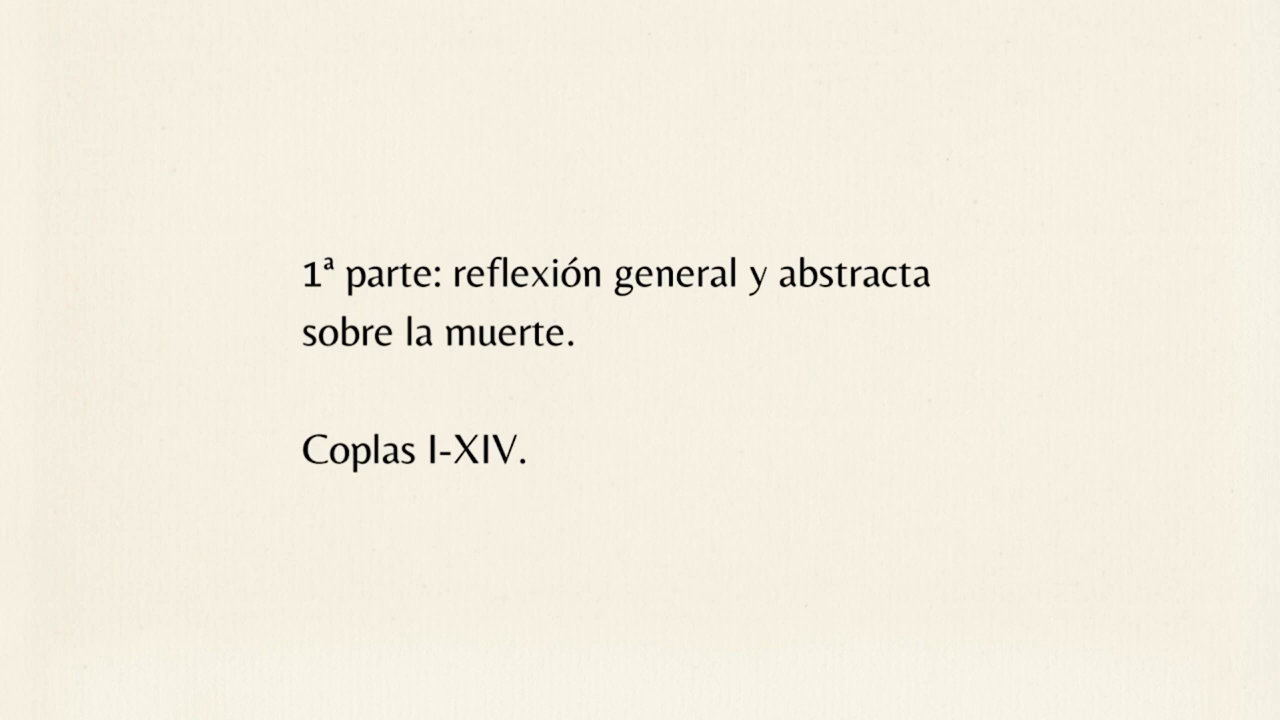 1ª parte: reflexión general y abstracta
sobre la muerte.
Coplas I-XIV.